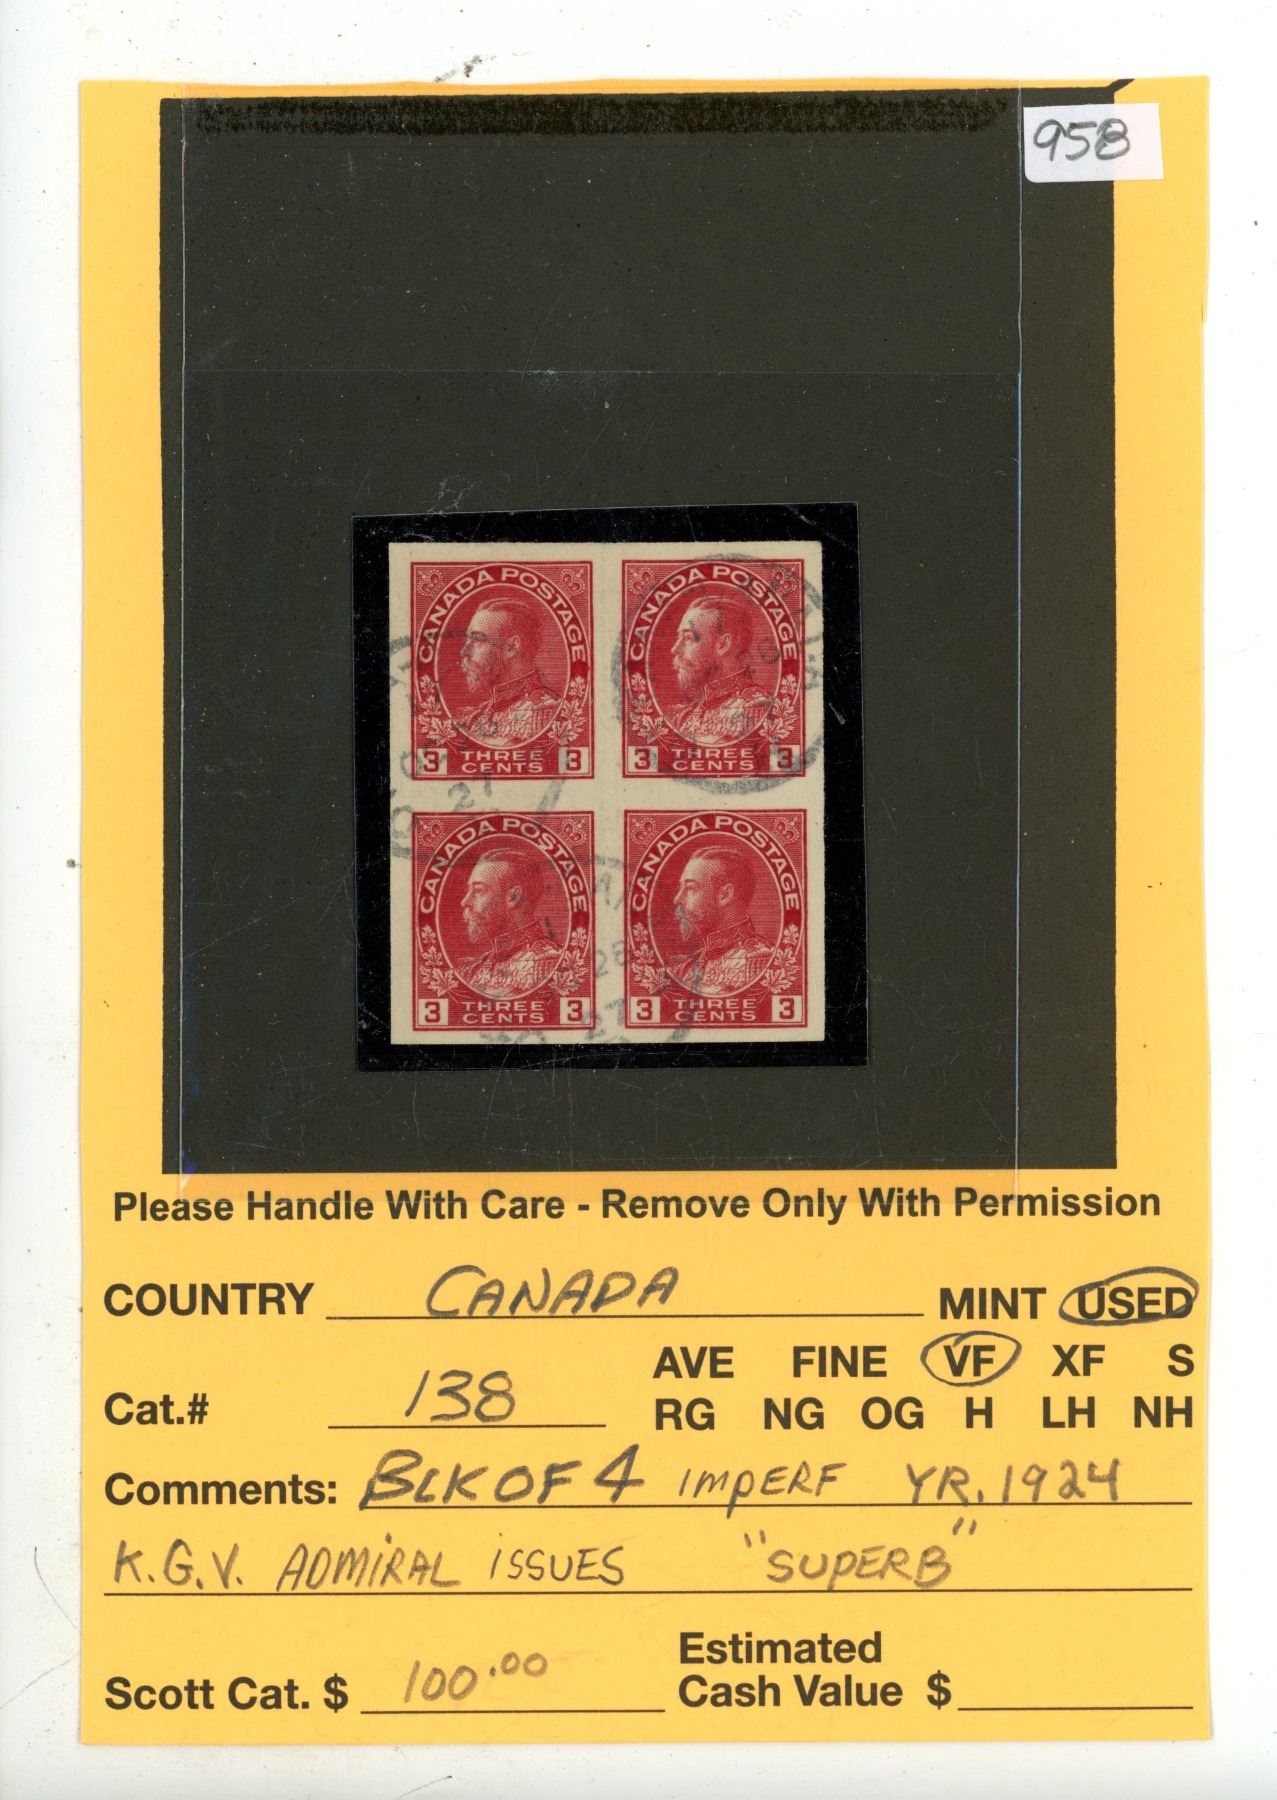 958
CANADA POSTAGE CANADA POSTAGE
3 THREE CENTS 3 3 THREE CENTS 3
CANADA POSTAGE CANADA POSTAGE
3 THREE CENTS 3 3 THREE CENTS 3
27
28
27
Please Handle With Care - Remove Only With Permission
COUNTRY CANADA MINT USED
AVE FINE VF XF S
Cat.# 138 RG NG OG H LH NH
Comments: BLK OF 4 IMPERF YR. 1924
K.G.V. ADMIRAL ISSUES "SUPERB"
Estimated
Scott Cat. $ 100.00 Cash Value $